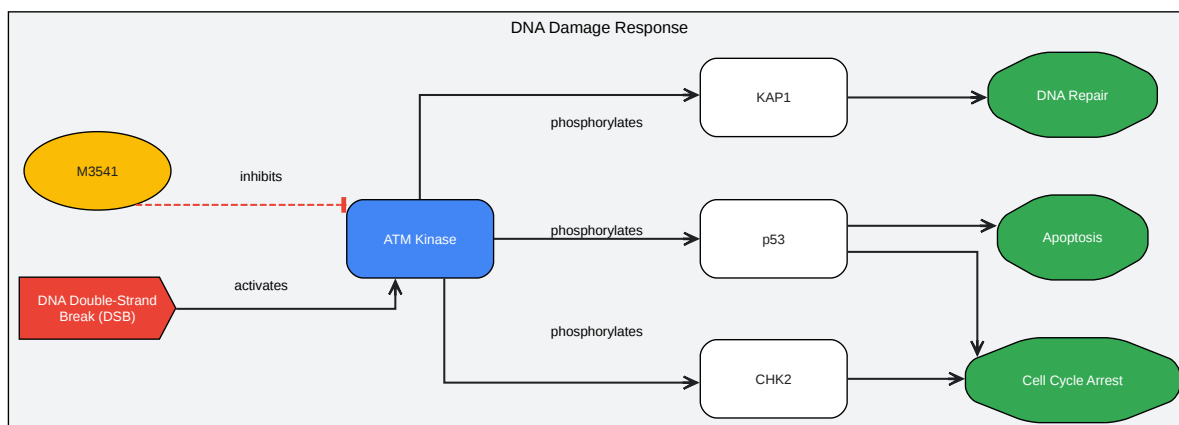 DNA Damage Response
KAP1
DNA Repair
phosphorylates
M3541
inhibits
ATM Kinase
phosphorylates
p53
Apoptosis
activates
DNA Double-Strand
Break (DSB)
phosphorylates
CHK2
Cell Cycle Arrest